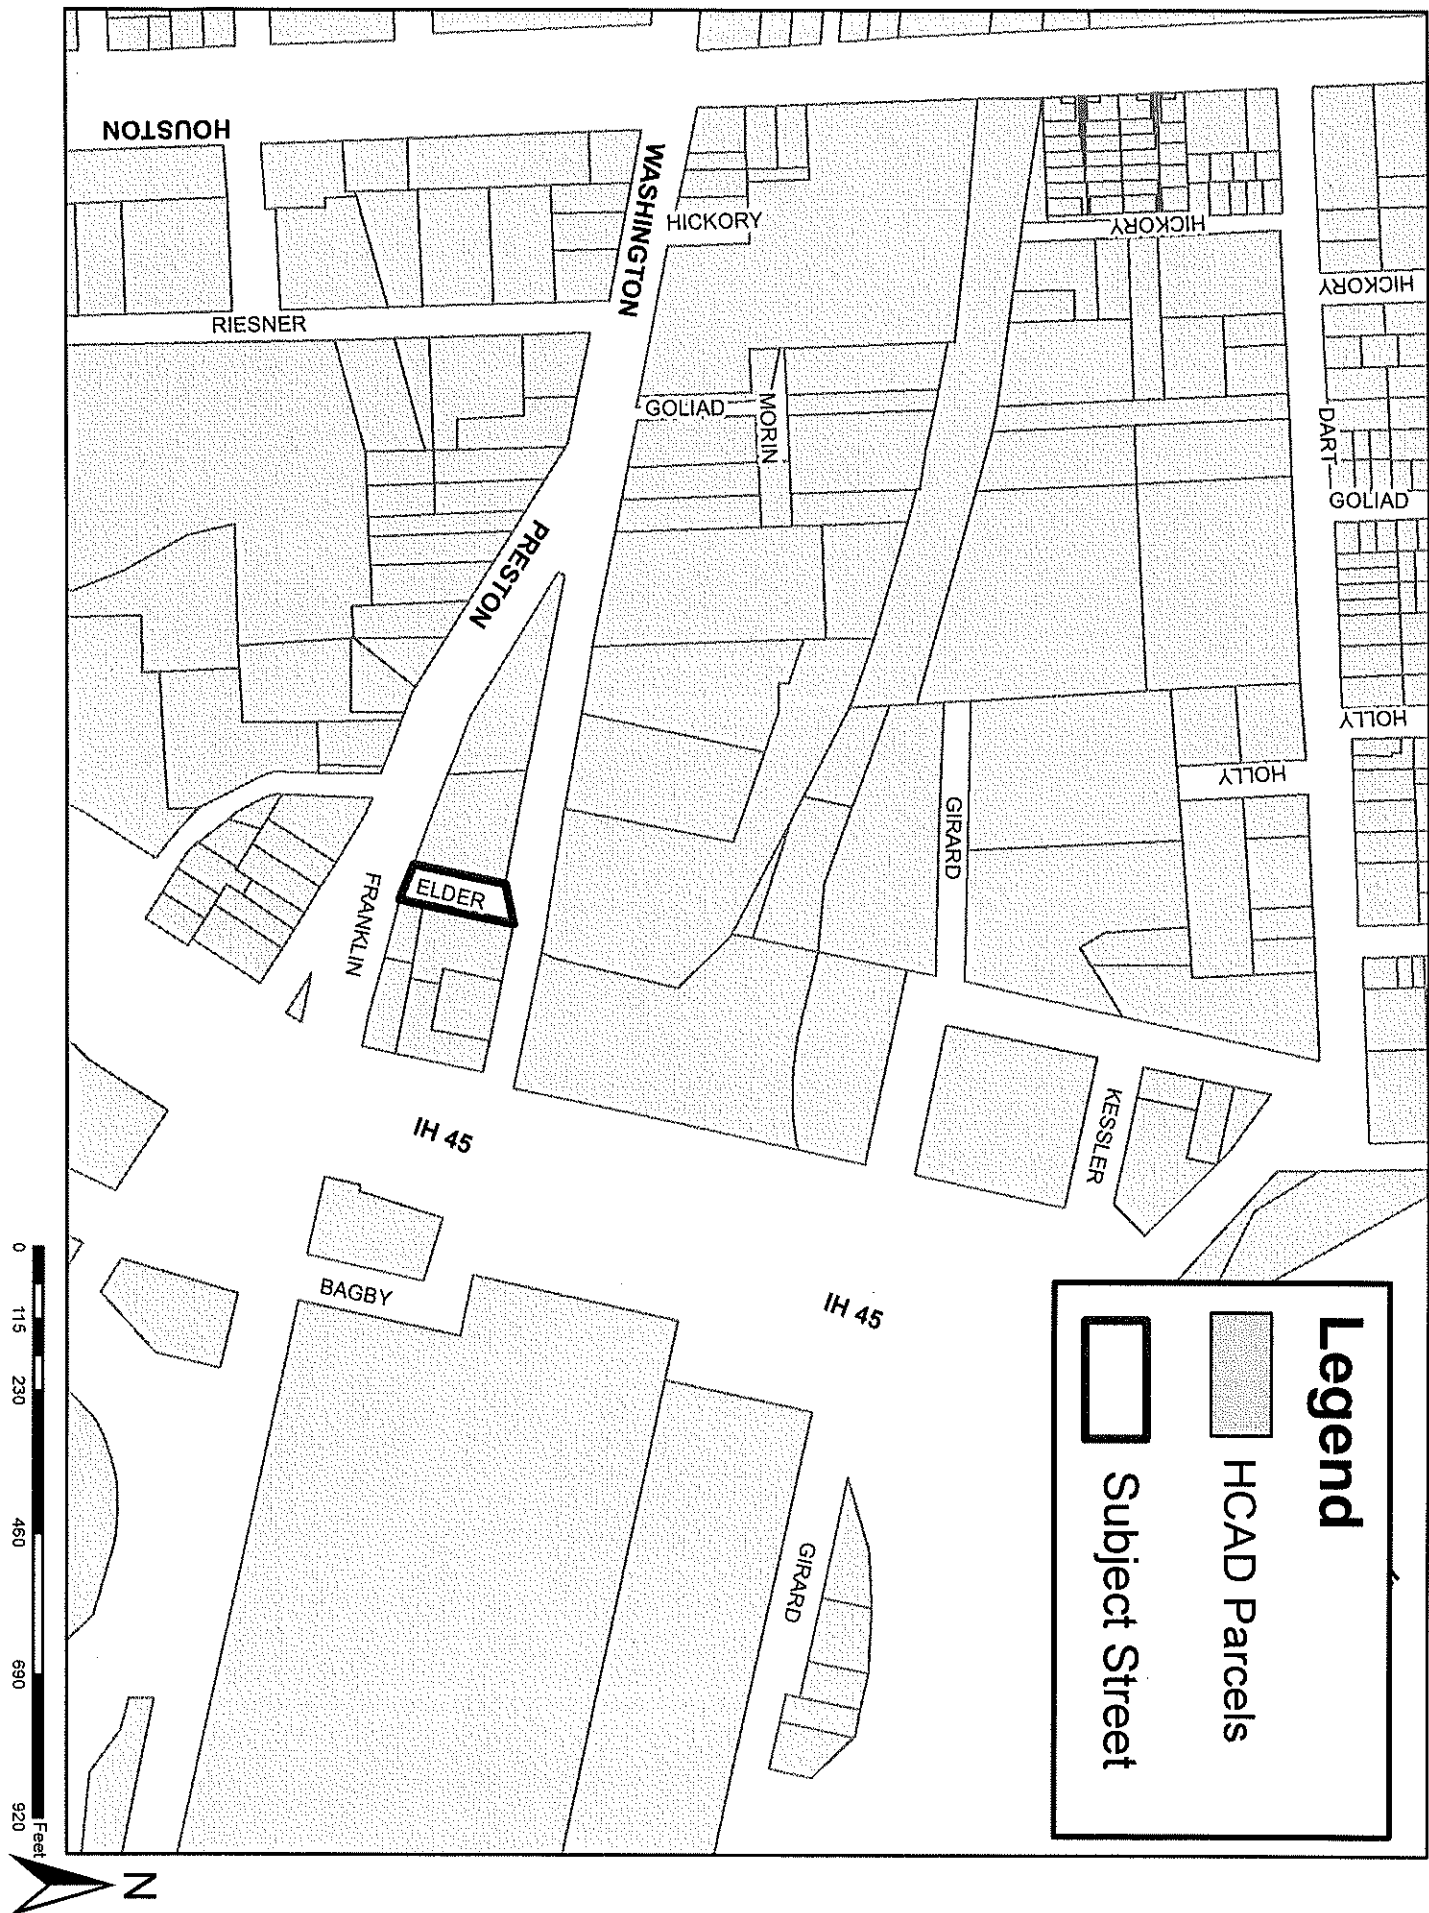 HOUSTON
WASHINGTON
HICKORY
HICKORY
HICKORY
RIESNER
GOLIAD
MORIN
DART
GOLIAD
PRESTON
HOLLY
HOLLY
GIRARD
ELDER
FRANKLIN
KESSLER
IH 45
IH 45
BAGBY
GIRARD
Legend
HCAD Parcels
Subject Street
0 115 230 460 690 920
Feet
N